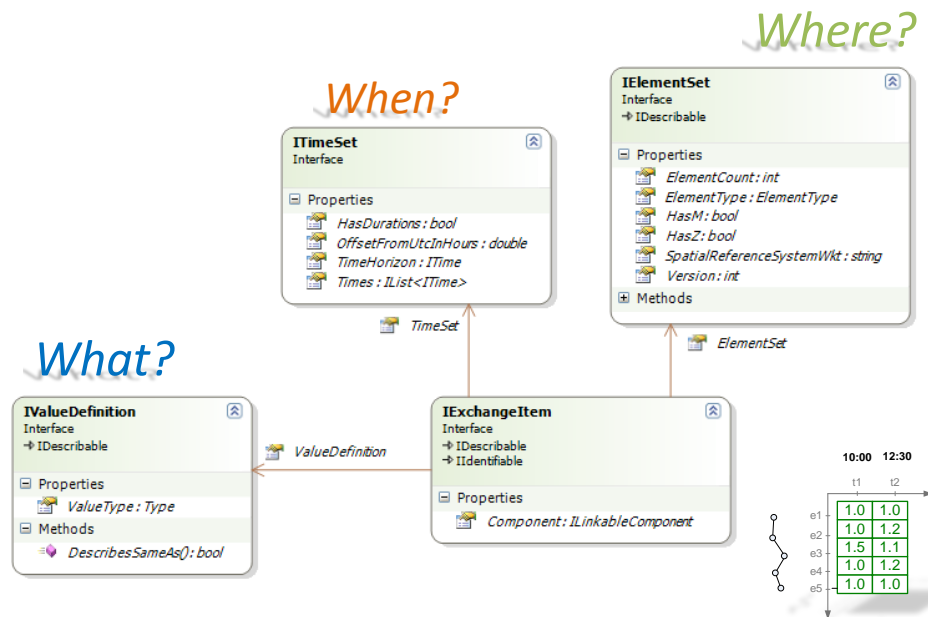 Where?
When?
What?
IElementSet
Interface
IDescribable
Properties
ElementCount : int
ElementType : ElementType
HasM : bool
HasZ : bool
SpatialReferenceSystemWkt : string
Version : int
Methods
ITimeSet
Interface
Properties
HasDurations : bool
OffsetFromUtcInHours : double
TimeHorizon : ITime
Times : IList<ITime>
TimeSet
ElementSet
IValueDefinition
Interface
IDescribable
Properties
ValueType : Type
Methods
DescribesSameAs() : bool
ValueDefinition
IExchangeItem
Interface
IDescribable
IIdentifiable
Properties
Component : ILinkableComponent
10:00 12:30
t1 t2
e1 1.0 1.0
e2 1.0 1.2
e3 1.5 1.1
e4 1.0 1.2
e5 1.0 1.0